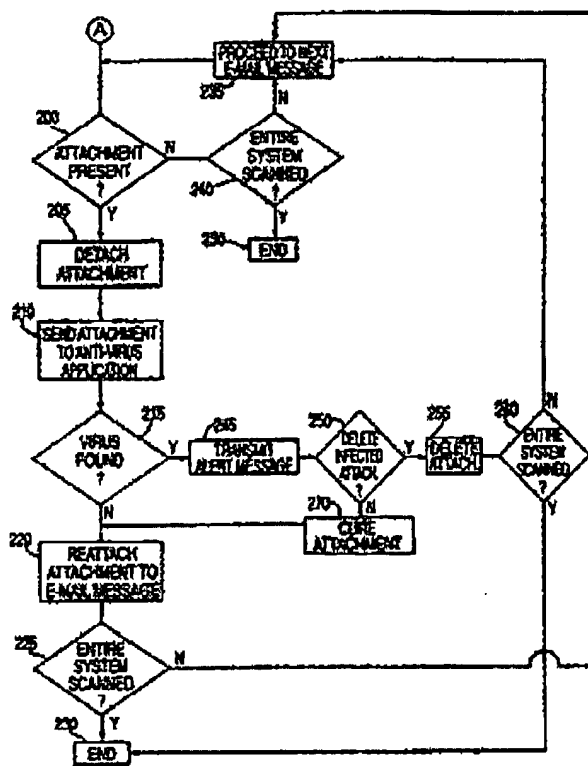 A
PROCEED TO NEXT
E-MAIL MESSAGE
235
N
200
ATTACHMENT
PRESENT
?
N
ENTIRE
SYSTEM
SCANNED
?
240
Y
Y
205
DETACH
ATTACHMENT
230
END
210
SEND ATTACHMENT
TO ANTI-VIRUS
APPLICATION
215
VIRUS
FOUND
?
Y
245
TRANSMIT
ALERT MESSAGE
250
DELETE
INFECTED
ATTACH.
?
Y
255
DELETE
ATTACH
260
ENTIRE
SYSTEM
SCANNED
?
N
Y
N
270
CURE
ATTACHMENT
N
220
REATTACH
ATTACHMENT TO
E-MAIL MESSAGE
225
ENTIRE
SYSTEM
SCANNED
?
N
Y
230
END